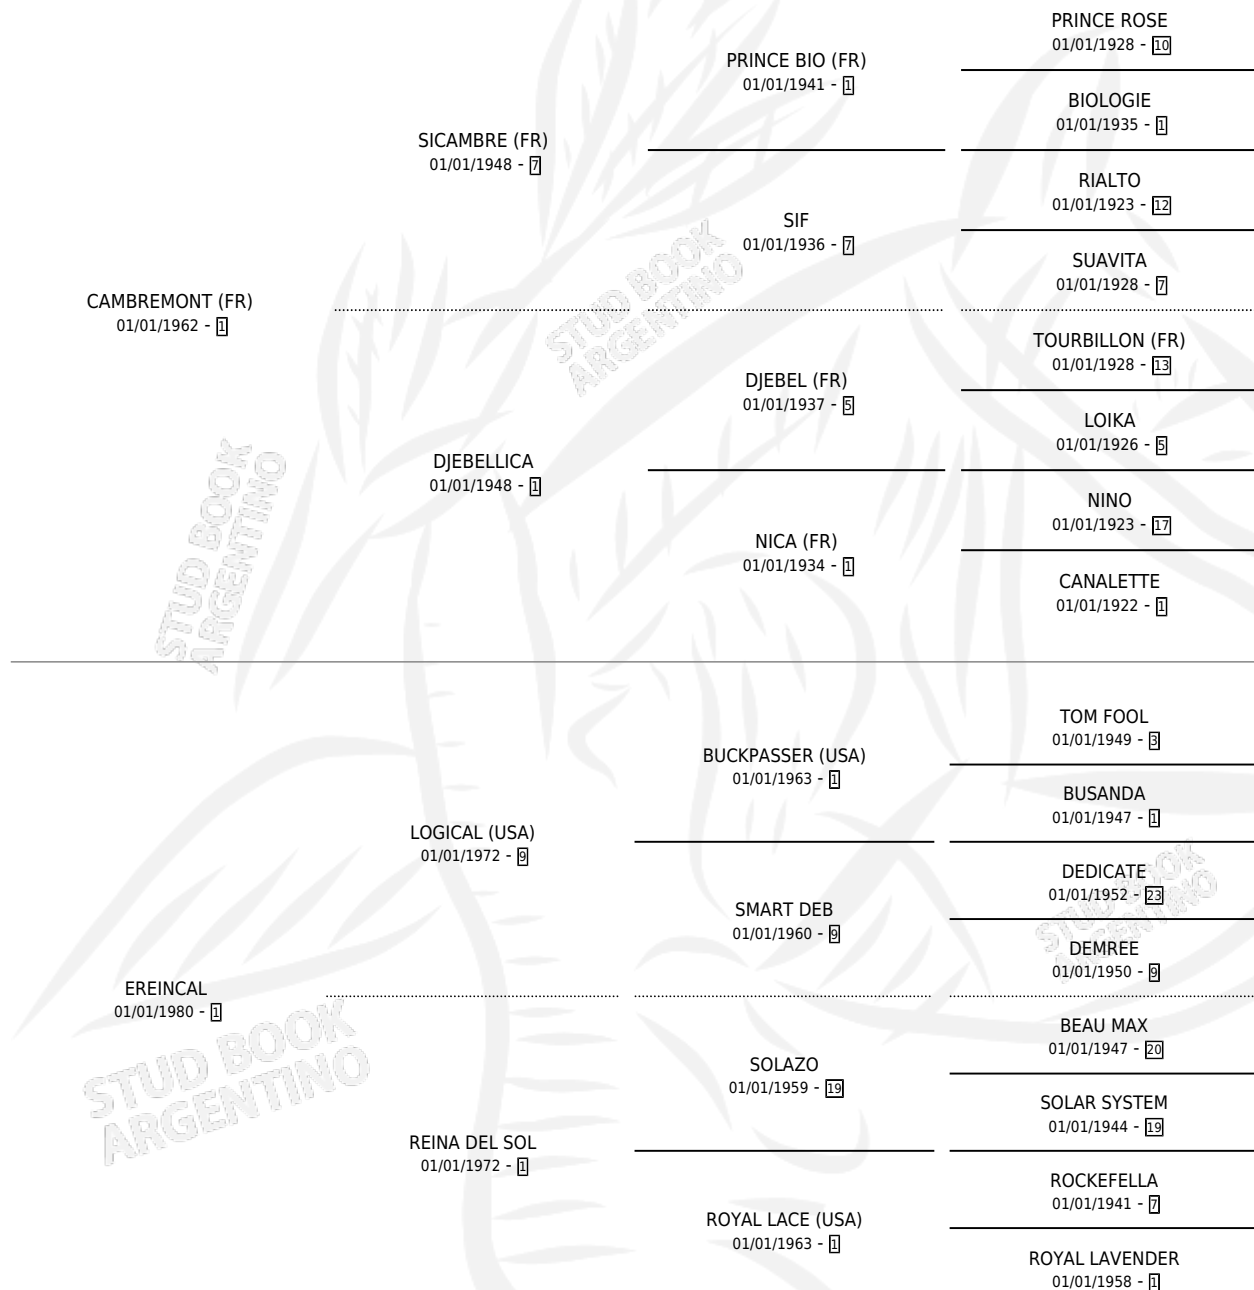 PRINCE ROSE
01/01/1928 - 10
PRINCE BIO (FR)
01/01/1941 - 1
BIOLOGIE
01/01/1935 - 1
SICAMBRE (FR)
01/01/1948 - 7
RIALTO
01/01/1923 - 12
SIF
01/01/1936 - 7
SUAVITA
01/01/1928 - 7
CAMBREMONT (FR)
01/01/1962 - 1
TOURBILLON (FR)
01/01/1928 - 13
DJEBEL (FR)
01/01/1937 - 5
LOIKA
01/01/1926 - 5
DJEBELLICA
01/01/1948 - 1
NINO
01/01/1923 - 17
NICA (FR)
01/01/1934 - 1
CANALETTE
01/01/1922 - 1
STUD BOOK
ARGENTINO
STUD BOOK
ARGENTINO
TOM FOOL
01/01/1949 - 3
BUCKPASSER (USA)
01/01/1963 - 1
BUSANDA
01/01/1947 - 1
LOGICAL (USA)
01/01/1972 - 9
DEDICATE
01/01/1952 - 23
SMART DEB
01/01/1960 - 9
DEMREE
01/01/1950 - 9
EREINCAL
01/01/1980 - 1
BEAU MAX
01/01/1947 - 20
SOLAZO
01/01/1959 - 19
SOLAR SYSTEM
01/01/1944 - 19
REINA DEL SOL
01/01/1972 - 1
ROCKEFELLA
01/01/1941 - 7
ROYAL LACE (USA)
01/01/1963 - 1
ROYAL LAVENDER
01/01/1958 - 1
STUD BOOK
ARGENTINO
STUD BOOK
ARGENTINO